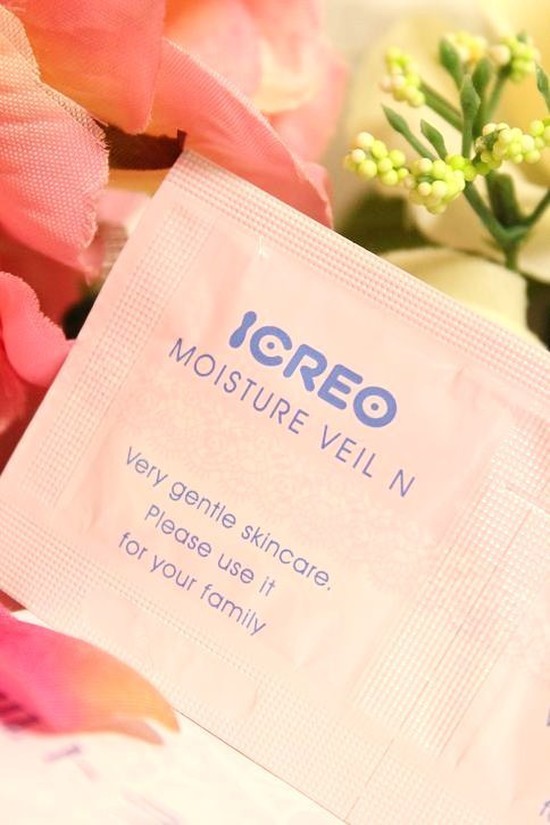 ICREO
MOISTURE VEIL N
Very gentle skincare.
Please use it
for your family